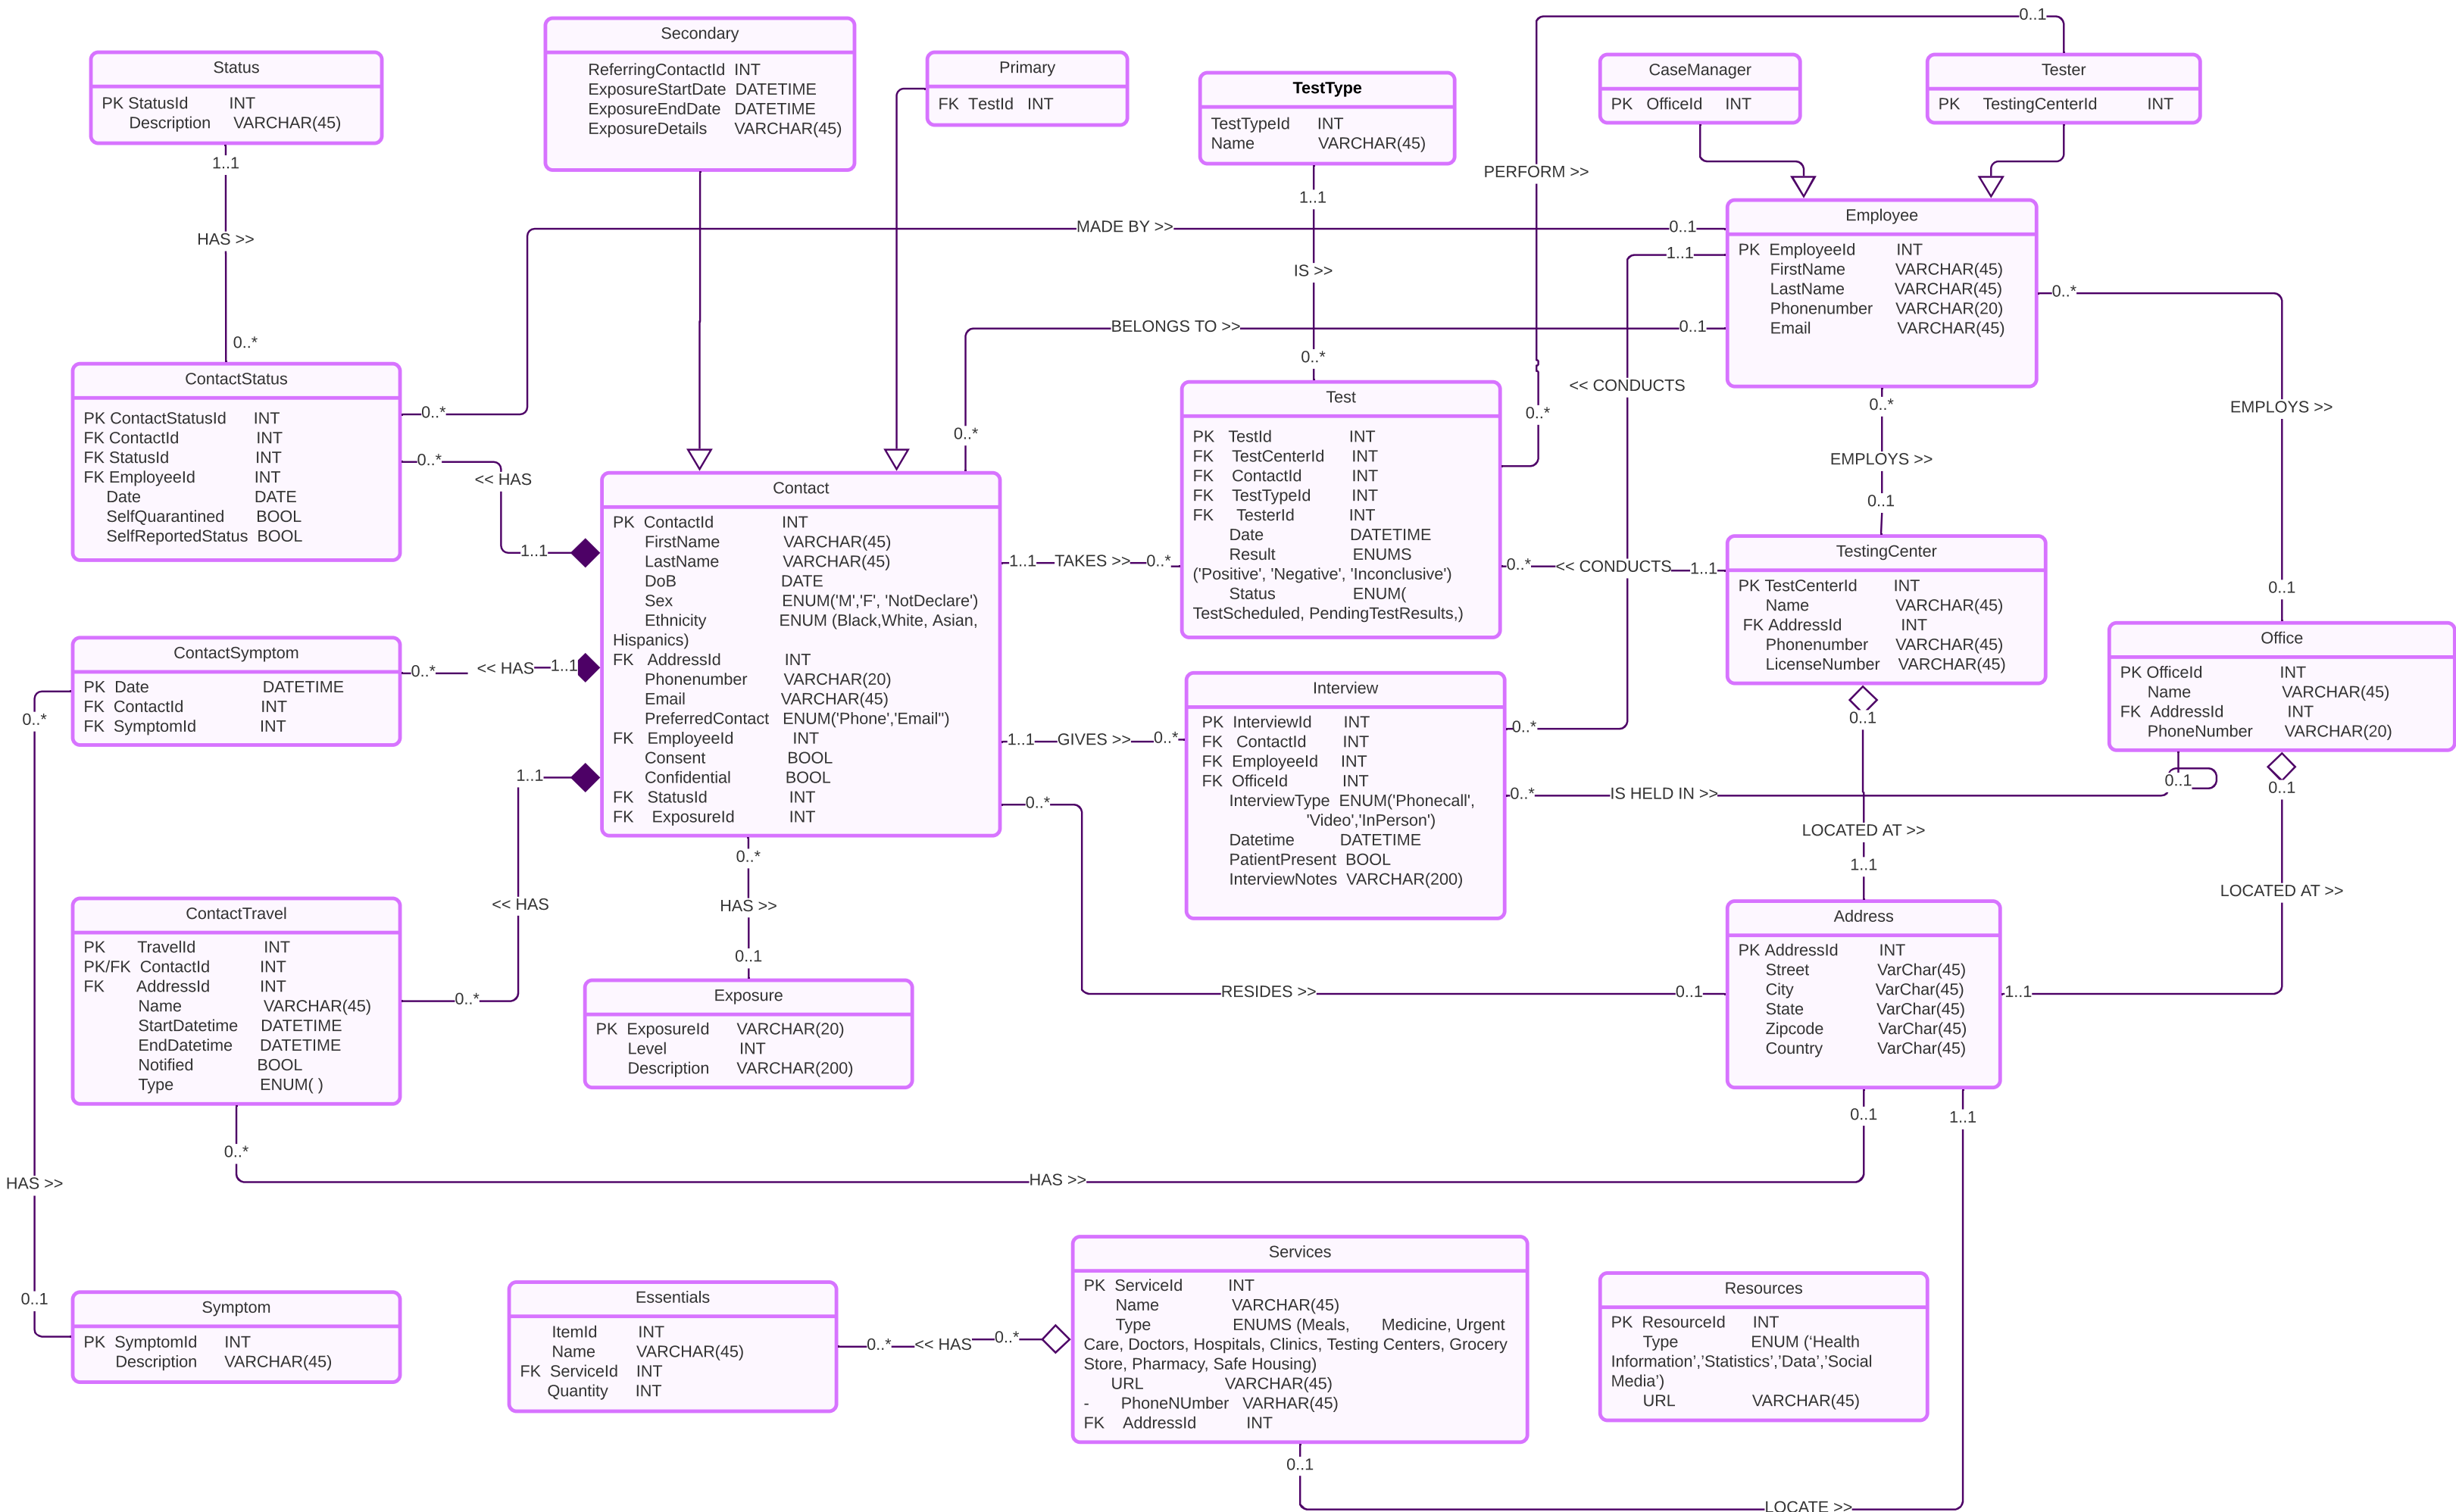 Secondary
ReferringContactId INT
ExposureStartDate DATETIME
ExposureEndDate DATETIME
ExposureDetails VARCHAR(45)
Status
PK StatusId INT
Description VARCHAR(45)
Primary
FK TestId INT
TestType
TestTypeId INT
Name VARCHAR(45)
CaseManager
PK OfficeId INT
Tester
PK TestingCenterId INT
0..1
PERFORM >>
0..*
1..1
HAS >>
0..*
1..1
IS >>
0..*
MADE BY >>
0..1
0..*
1..1
<< CONDUCTS
0..*
BELONGS TO >>
0..1
0..*
Employee
PK EmployeeId INT
FirstName VARCHAR(45)
LastName VARCHAR(45)
Phonenumber VARCHAR(20)
Email VARCHAR(45)
0..*
EMPLOYS >>
0..1
0..*
EMPLOYS >>
0..1
ContactStatus
PK ContactStatusId INT
FK ContactId INT
FK StatusId INT
FK EmployeeId INT
Date DATE
SelfQuarantined BOOL
SelfReportedStatus BOOL
0..*
<< HAS
1..1
Contact
PK ContactId INT
FirstName VARCHAR(45)
LastName VARCHAR(45)
DoB DATE
Sex ENUM('M','F', 'NotDeclare')
Ethnicity ENUM (Black,White, Asian,
Hispanics)
FK AddressId INT
Phonenumber VARCHAR(20)
Email VARCHAR(45)
PreferredContact ENUM('Phone','Email")
FK EmployeeId INT
Consent BOOL
Confidential BOOL
FK StatusId INT
FK ExposureId INT
Test
PK TestId INT
FK TestCenterId INT
FK ContactId INT
FK TestTypeId INT
FK TesterId INT
Date DATETIME
Result ENUMS
('Positive', 'Negative', 'Inconclusive')
Status ENUM(
TestScheduled, PendingTestResults,)
1..1 TAKES >> 0..*
0..* << CONDUCTS 1..1
TestingCenter
PK TestCenterId INT
Name VARCHAR(45)
FK AddressId INT
Phonenumber VARCHAR(45)
LicenseNumber VARCHAR(45)
Office
PK OfficeId INT
Name VARCHAR(45)
FK AddressId INT
PhoneNumber VARCHAR(20)
ContactSymptom
PK Date DATETIME
FK ContactId INT
FK SymptomId INT
0..* << HAS 1..1
0..*
HAS >>
0..1
Interview
PK InterviewId INT
FK ContactId INT
FK EmployeeId INT
FK OfficeId INT
InterviewType ENUM('Phonecall',
'Video','InPerson')
Datetime DATETIME
PatientPresent BOOL
InterviewNotes VARCHAR(200)
1..1 GIVES >> 0..*
0..* IS HELD IN >> 0..1
0..1
LOCATED AT >>
1..1
0..1
LOCATED AT >>
1..1
1..1
<< HAS
0..*
ContactTravel
PK TravelId INT
PK/FK ContactId INT
FK AddressId INT
Name VARCHAR(45)
StartDatetime DATETIME
EndDatetime DATETIME
Notified BOOL
Type ENUM( )
0..*
HAS >>
0..1
Exposure
PK ExposureId VARCHAR(20)
Level INT
Description VARCHAR(200)
0..*
RESIDES >>
0..1
Address
PK AddressId INT
Street VarChar(45)
City VarChar(45)
State VarChar(45)
Zipcode VarChar(45)
Country VarChar(45)
0..*
HAS >>
0..1
1..1
Symptom
PK SymptomId INT
Description VARCHAR(45)
Essentials
ItemId INT
Name VARCHAR(45)
FK ServiceId INT
Quantity INT
0..* << HAS 0..*
Services
PK ServiceId INT
Name VARCHAR(45)
Type ENUMS (Meals, Medicine, Urgent
Care, Doctors, Hospitals, Clinics, Testing Centers, Grocery
Store, Pharmacy, Safe Housing)
URL VARCHAR(45)
- PhoneNUmber VARHAR(45)
FK AddressId INT
Resources
PK ResourceId INT
Type ENUM (‘Health
Information’,’Statistics’,’Data’,’Social
Media’)
URL VARCHAR(45)
0..1
LOCATE >>